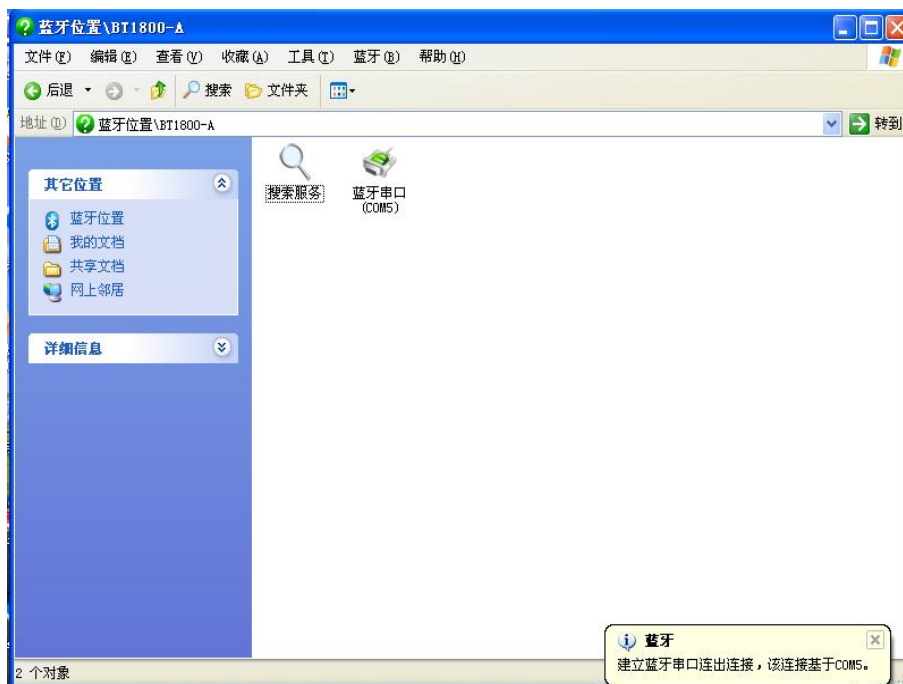 蓝牙位置\BT1800-A
文件(F) 编辑(E) 查看(V) 收藏(A) 工具(T) 蓝牙(B) 帮助(H)
后退 搜索 文件夹
地址(D) 蓝牙位置\BT1800-A 转到
其它位置
蓝牙位置
我的文档
共享文档
网上邻居
详细信息
搜索服务
蓝牙串口
(COM5)
蓝牙
建立蓝牙串口连出连接，该连接基于COM5。
2 个对象